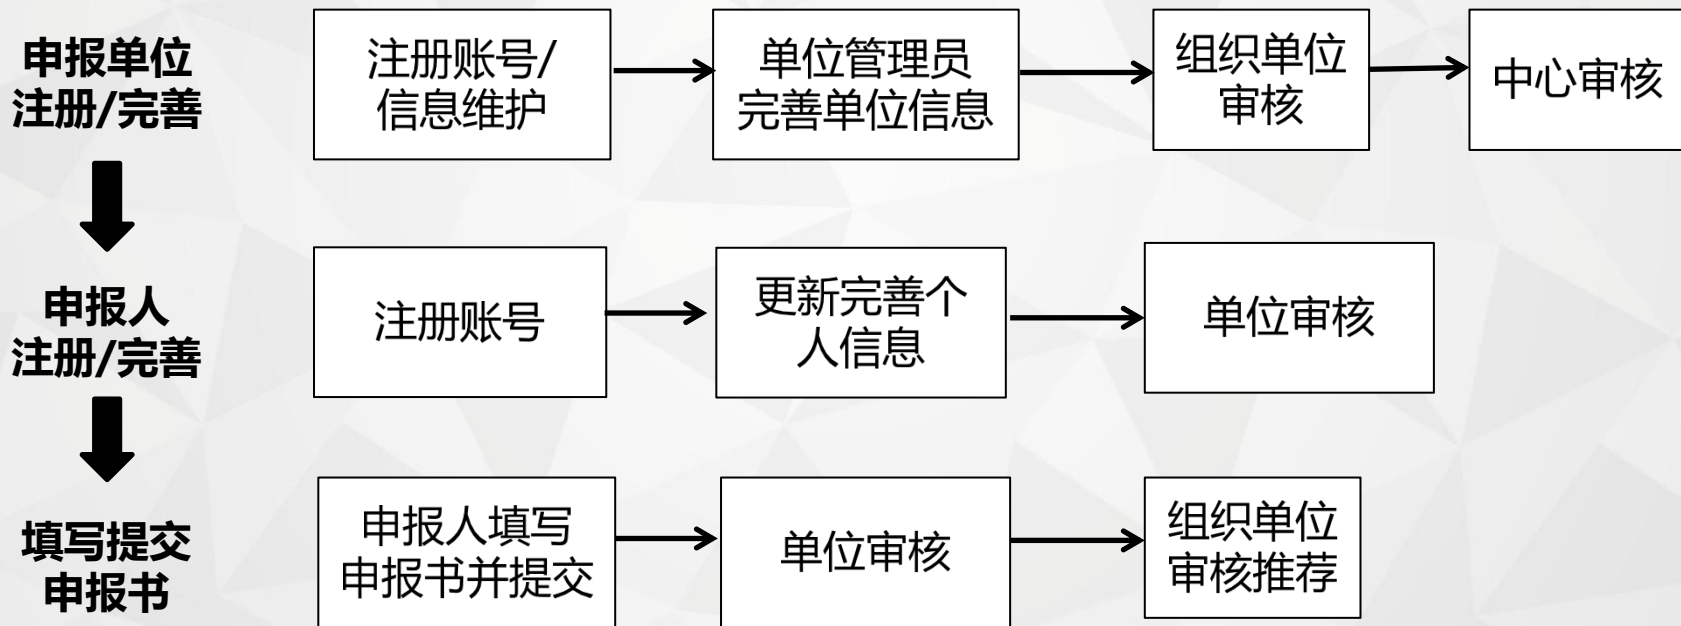 申报单位
注册/完善
注册账号/
信息维护
单位管理员
完善单位信息
组织单位
审核
中心审核
申报人
注册/完善
注册账号
更新完善个
人信息
单位审核
填写提交
申报书
申报人填写
申报书并提交
单位审核
组织单位
审核推荐